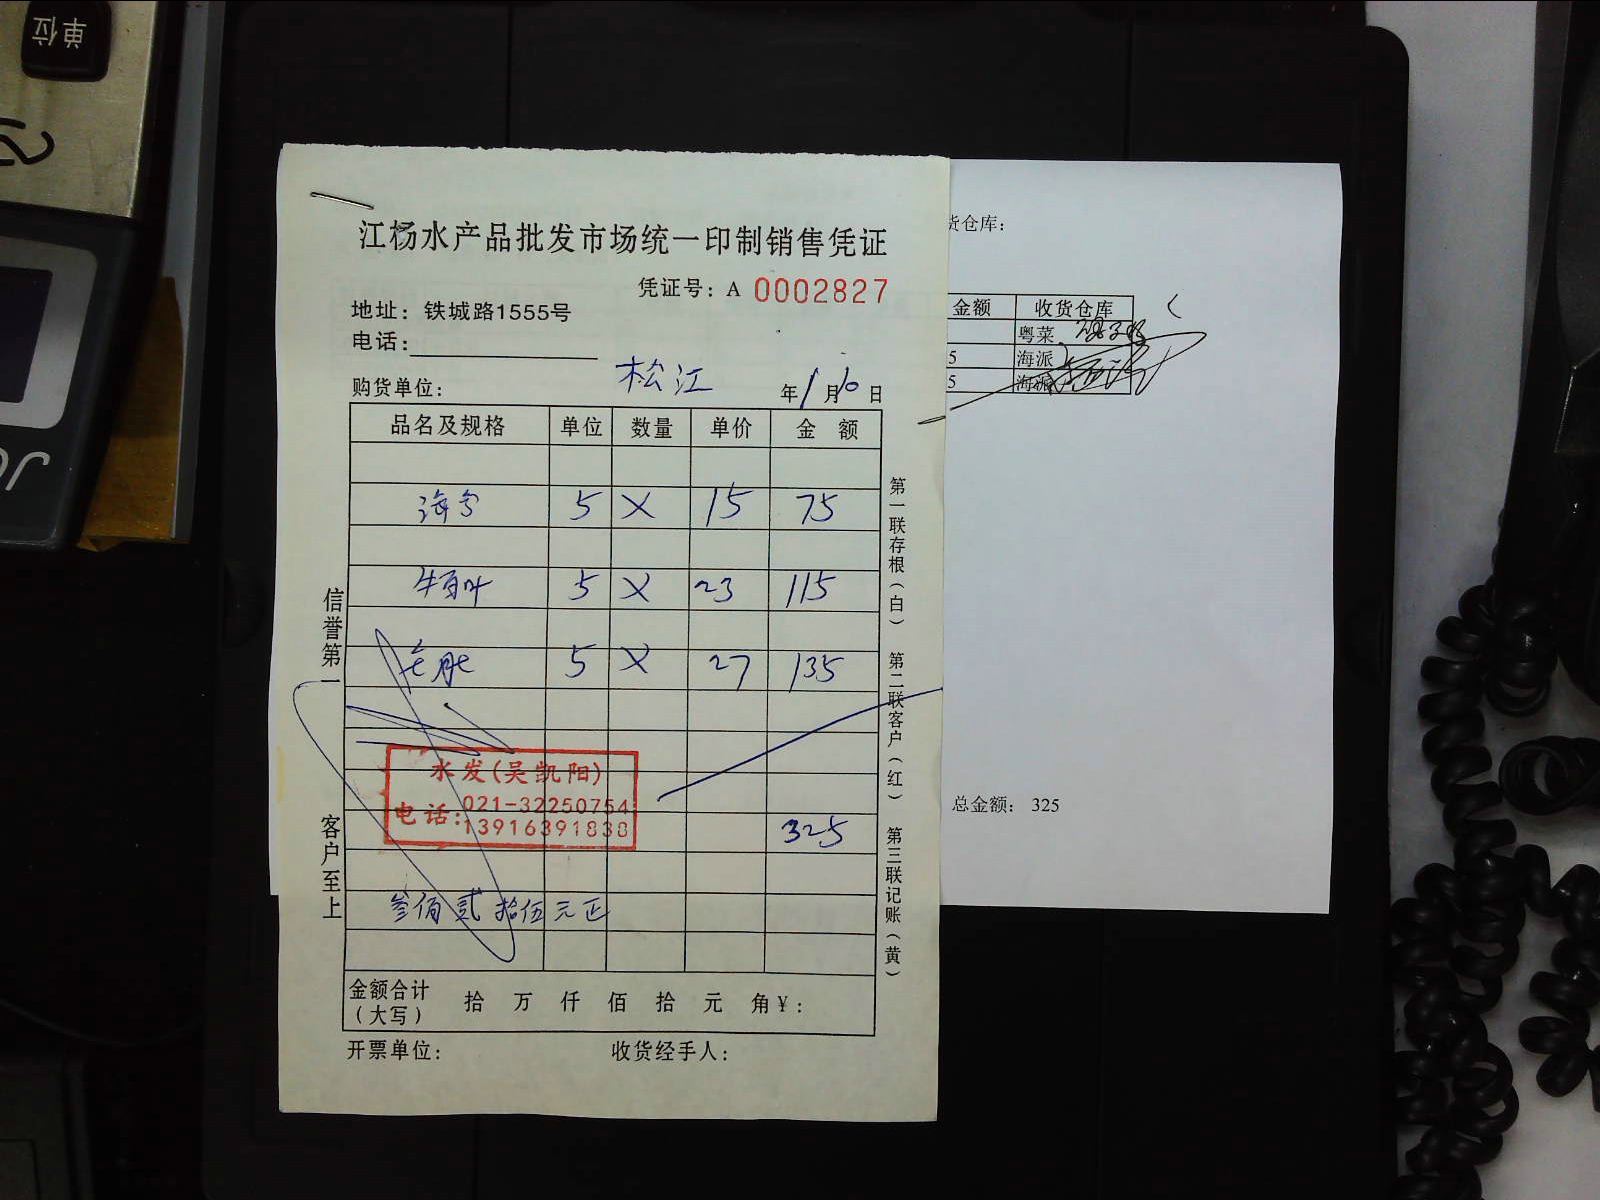 单位
江杨水产品批发市场统一印制销售凭证
凭证号：A 0002827
地址：铁城路1555号
电话：
购货单位： 松江 年1月10日
品名及规格 单位 数量 单价 金 额
5 X 15 75
牛百叶 5 X 23 115
5 X 27 135
水发(吴凯阳)
电话：021-32250754
13916391838
325
叁佰贰拾伍元正
金额合计（大写） 拾 万 仟 佰 拾 元 角 ¥：
开票单位： 收货经手人：
信誉第一 客户至上
第一联存根（白） 第二联客户（红） 第三联记账（黄）
货仓库：
金额 收货仓库
粤菜
5 海派
5 海派
总金额： 325